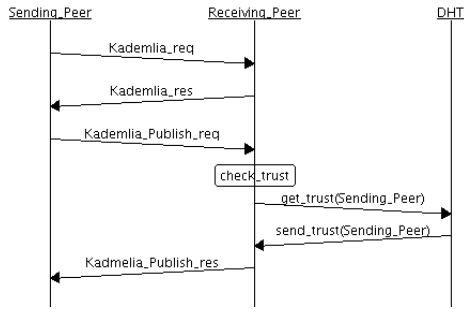 Sending_Peer Receiving_Peer DHT
Kademlia_req
Kademlia_res
Kademlia_Publish_req
check_trust
get_trust(Sending_Peer)
send_trust(Sending_Peer)
Kadmelia_Publish_res